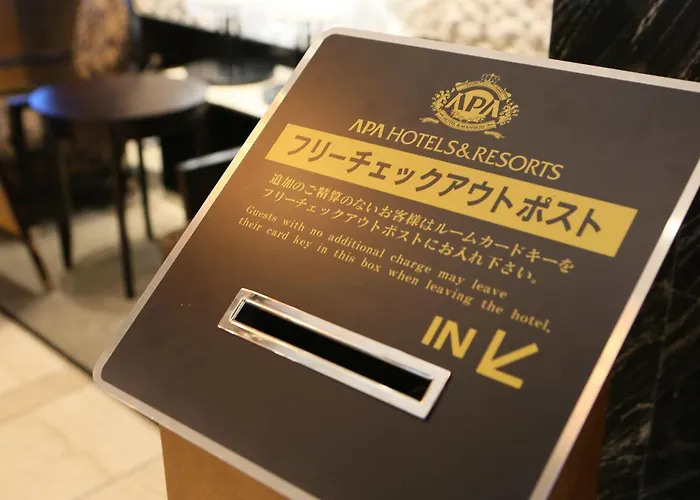 APA
APA HOTELS&RESORTS
フリーチェックアウトポスト
追加のご精算のないお客様はルームカードキーを
フリーチェックアウトポストにお入れ下さい。
Guests with no additional charge may leave
their card key in this box when leaving the hotel,
IN